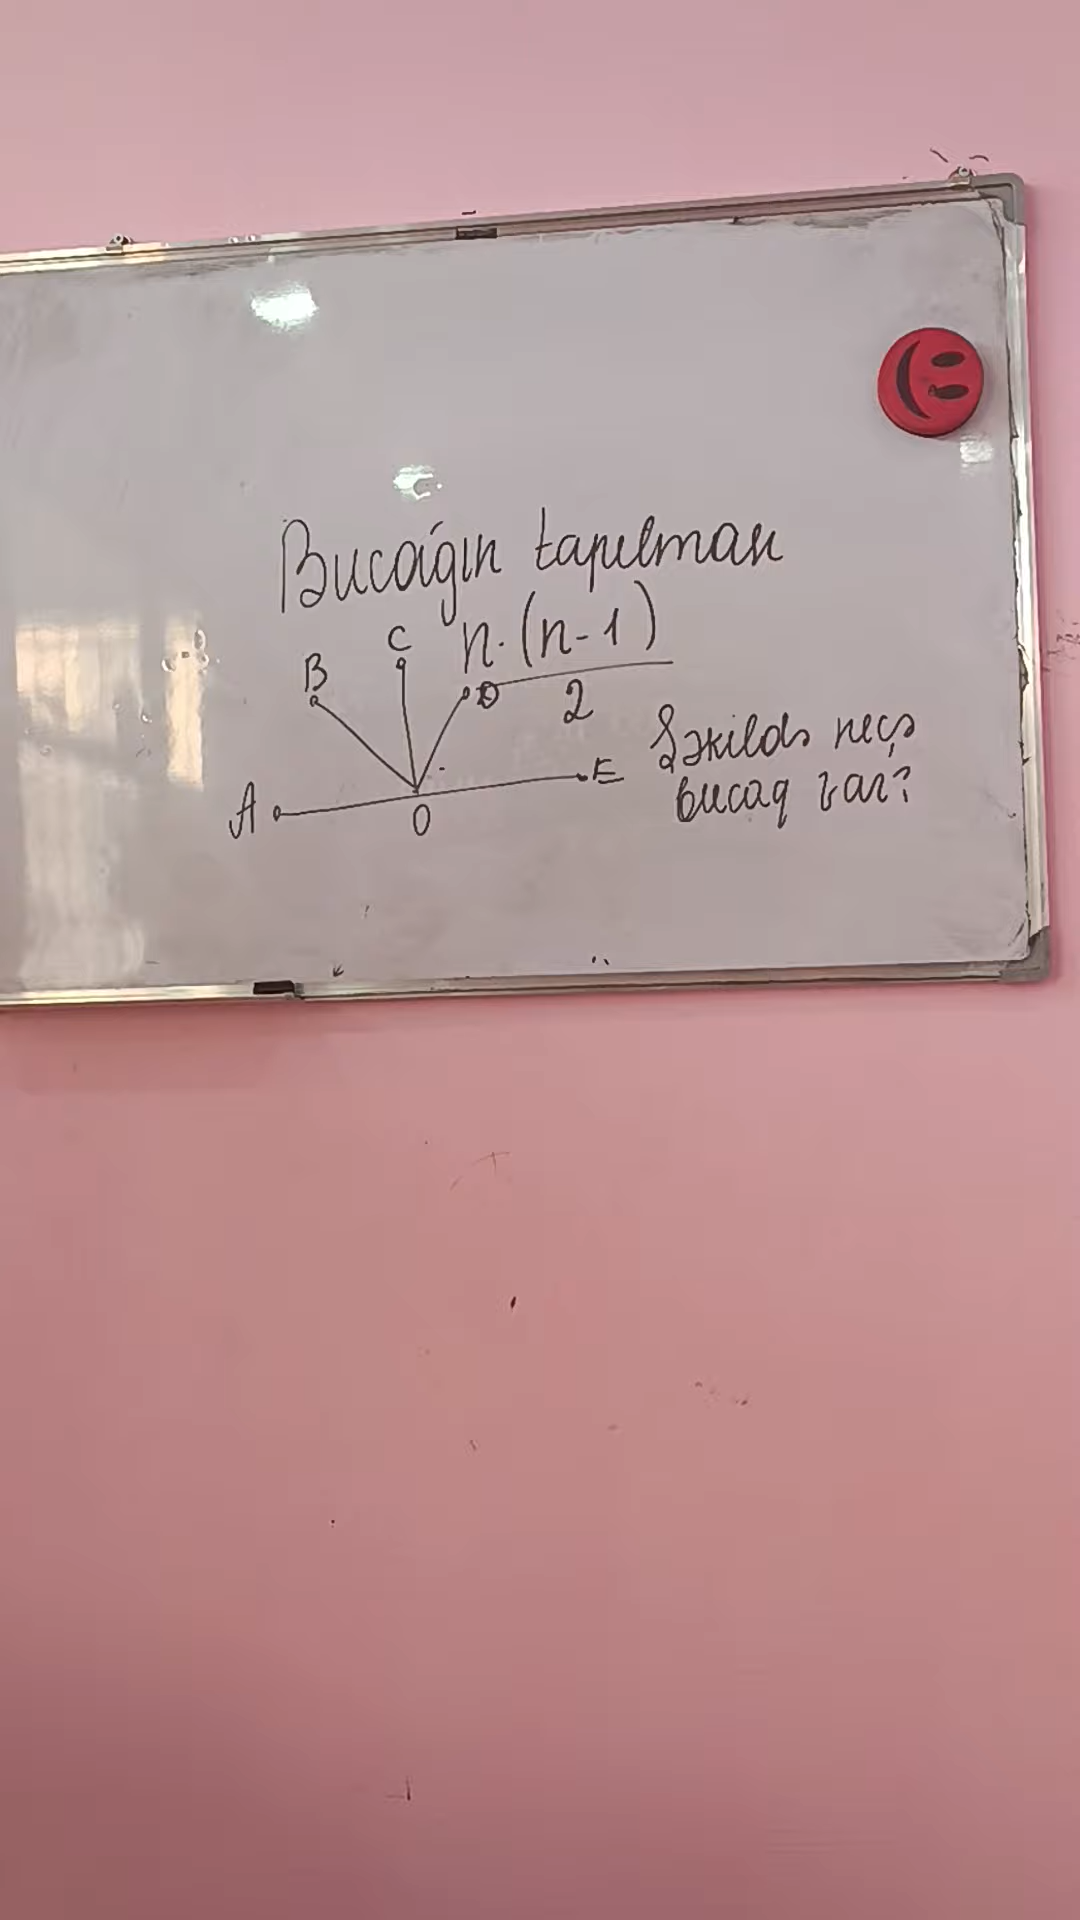 Bucağın tapılması
n·(n-1)
2
B
C
D
A
O
E
Şəkildə neçə
bucaq var?